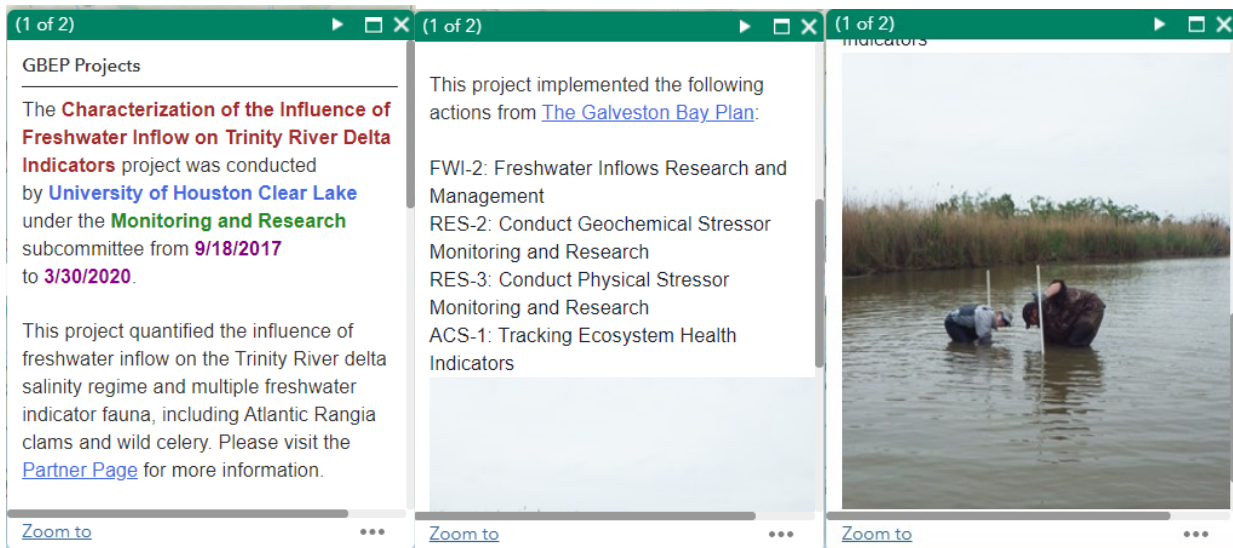 (1 of 2)
GBEP Projects
The Characterization of the Influence of
Freshwater Inflow on Trinity River Delta
Indicators project was conducted
by University of Houston Clear Lake
under the Monitoring and Research
subcommittee from 9/18/2017
to 3/30/2020.
This project quantified the influence of
freshwater inflow on the Trinity River delta
salinity regime and multiple freshwater
indicator fauna, including Atlantic Rangia
clams and wild celery. Please visit the
Partner Page for more information.
Zoom to
(1 of 2)
This project implemented the following
actions from The Galveston Bay Plan:
FWI-2: Freshwater Inflows Research and
Management
RES-2: Conduct Geochemical Stressor
Monitoring and Research
RES-3: Conduct Physical Stressor
Monitoring and Research
ACS-1: Tracking Ecosystem Health
Indicators
Zoom to
(1 of 2)
Indicators
Zoom to